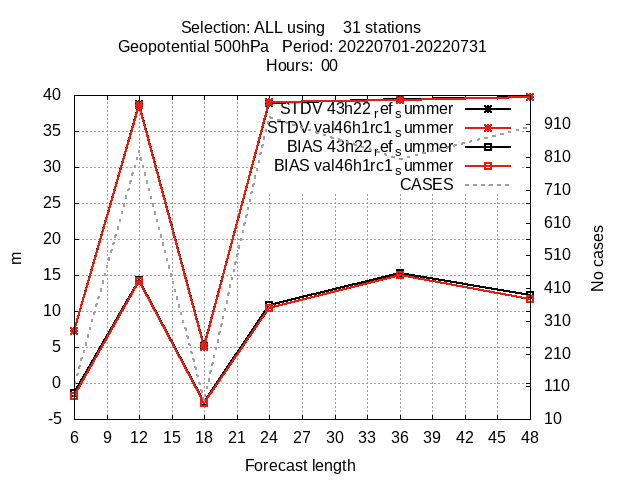 Selection: ALL using    31 stations
Geopotential 500hPa   Period: 20220701-20220731
Hours:  00
40
35
30
25
20
15
10
5
0
-5
m
STDV 43h22_ref_summer
STDV val46h1rc1_summer
BIAS 43h22_ref_summer
BIAS val46h1rc1_summer
CASES
910
810
710
610
510
410
310
210
110
10
No cases
6 9 12 15 18 21 24 27 30 33 36 39 42 45 48
Forecast length